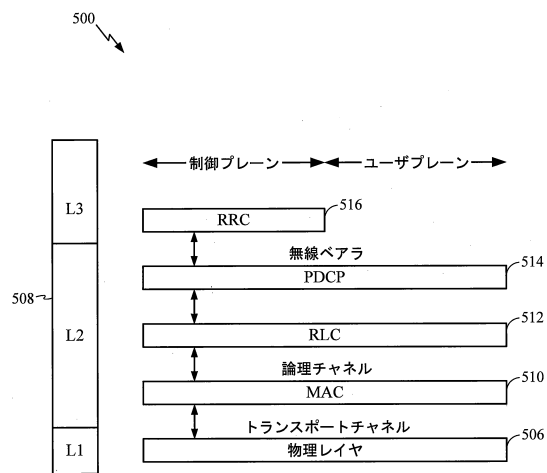 500
制御プレーン
ユーザプレーン
L3
RRC
516
無線ベアラ
PDCP
514
508
L2
RLC
512
論理チャネル
MAC
510
トランスポートチャネル
L1
物理レイヤ
506